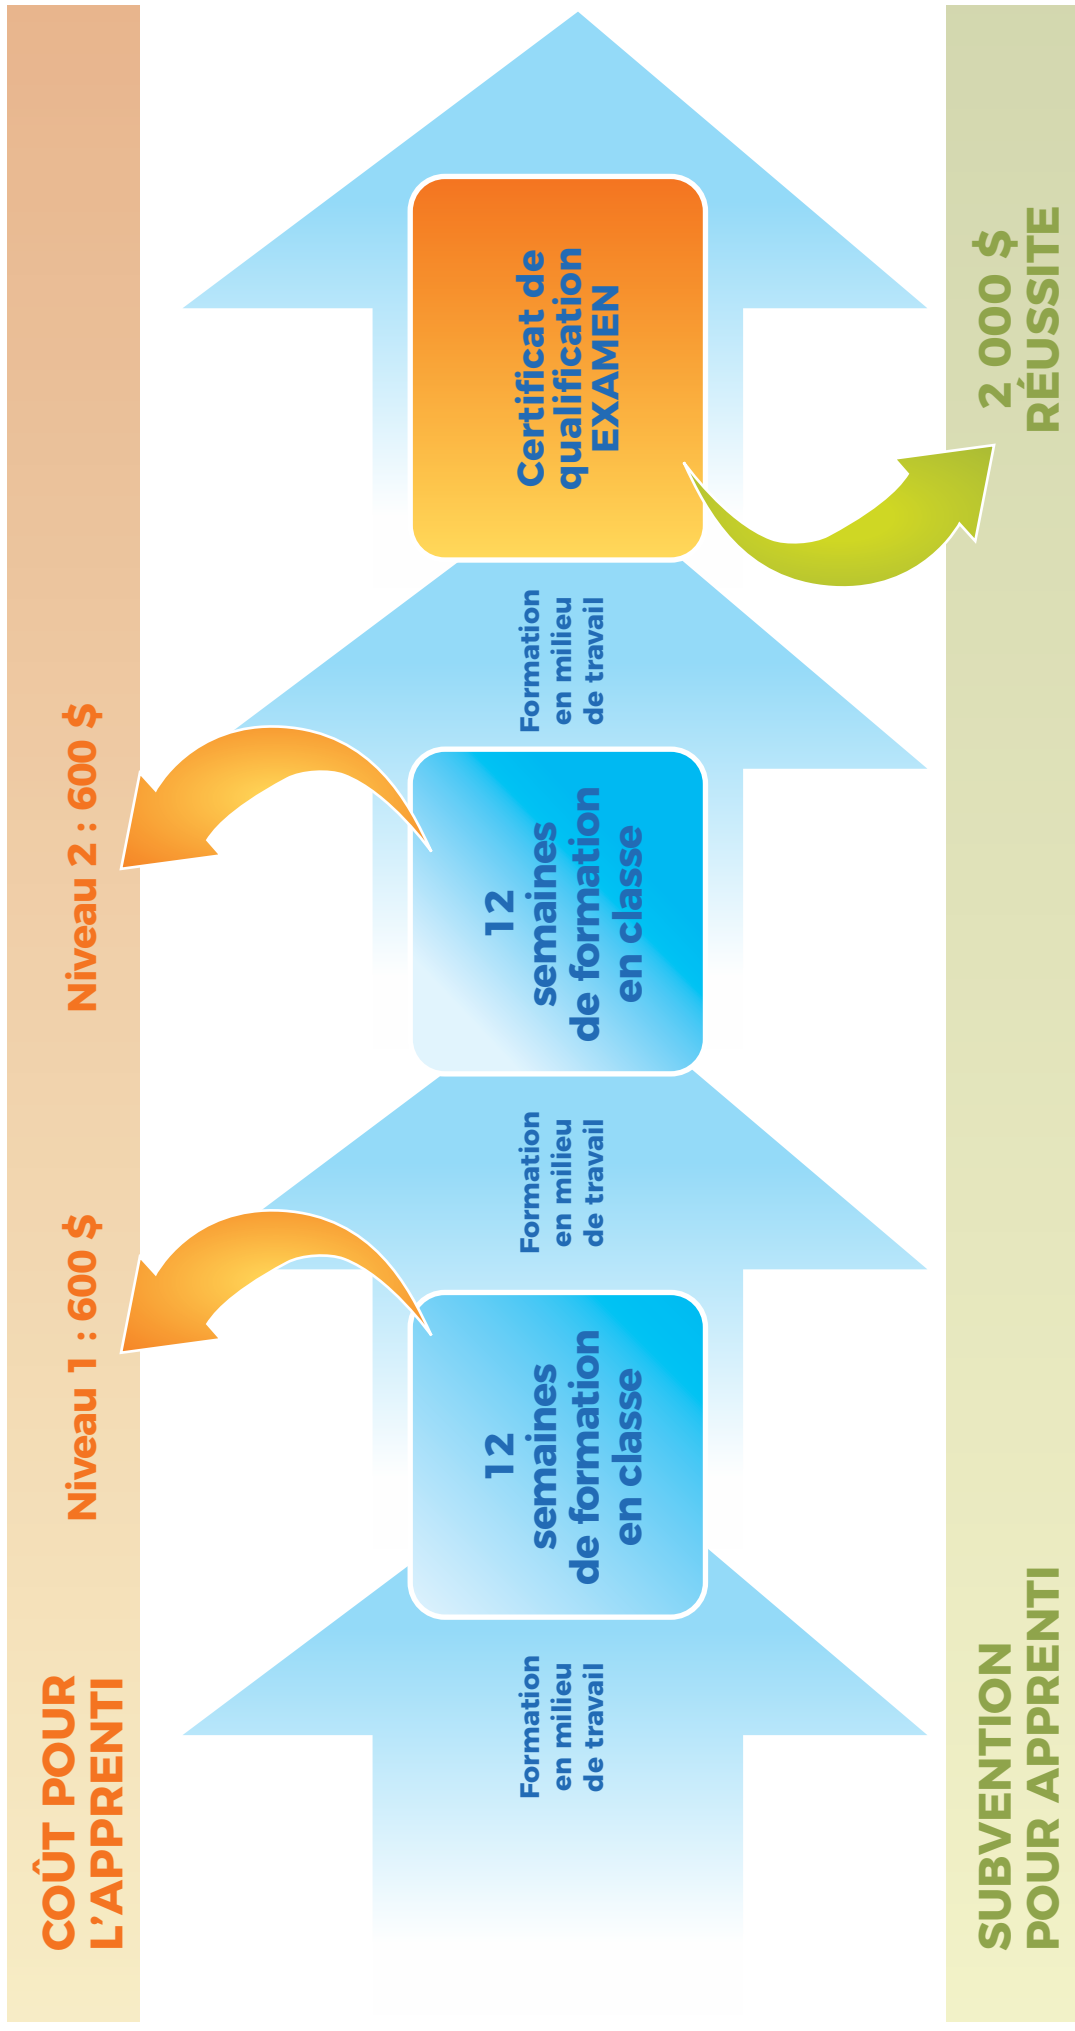 COÛT POUR
L’APPRENTI
Niveau 1 : 600 $
Niveau 2 : 600 $
Formation
en milieu
de travail
12
semaines
de formation
en classe
Formation
en milieu
de travail
12
semaines
de formation
en classe
Formation
en milieu
de travail
Certificat de
qualification
EXAMEN
SUBVENTION
POUR APPRENTI
2 000 $
RÉUSSITE